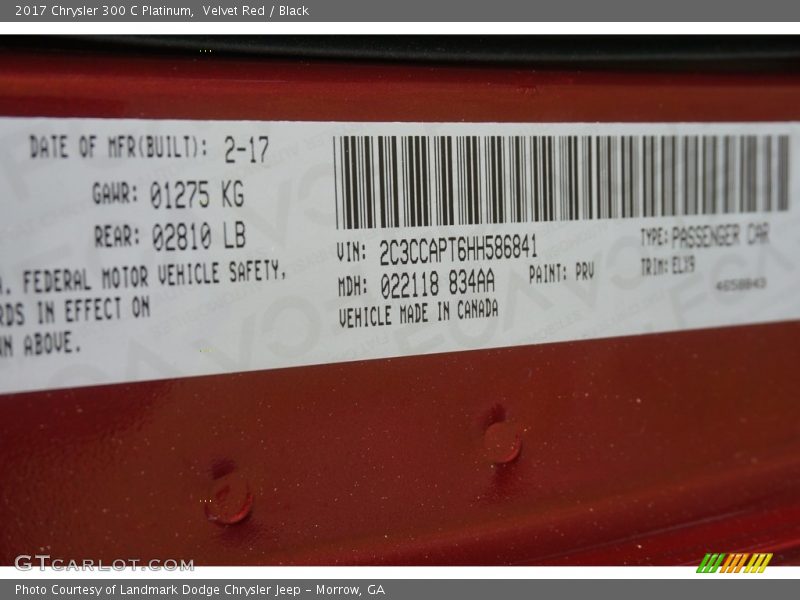 2017 Chrysler 300 C Platinum,  Velvet Red / Black
DATE OF MFR(BUILT): 2-17
GAWR: 01275 KG
REAR: 02810 LB
FEDERAL MOTOR VEHICLE SAFETY,
RDS IN EFFECT ON
ABOVE.
VIN: 2C3CCAPT6HH586841
MDH: 022118 834AA
PAINT: PRV
VEHICLE MADE IN CANADA
TYPE: PASSENGER CAR
TRIM: ELX9
4658843
GTCARLOT.COM
Photo Courtesy of Landmark Dodge Chrysler Jeep – Morrow, GA